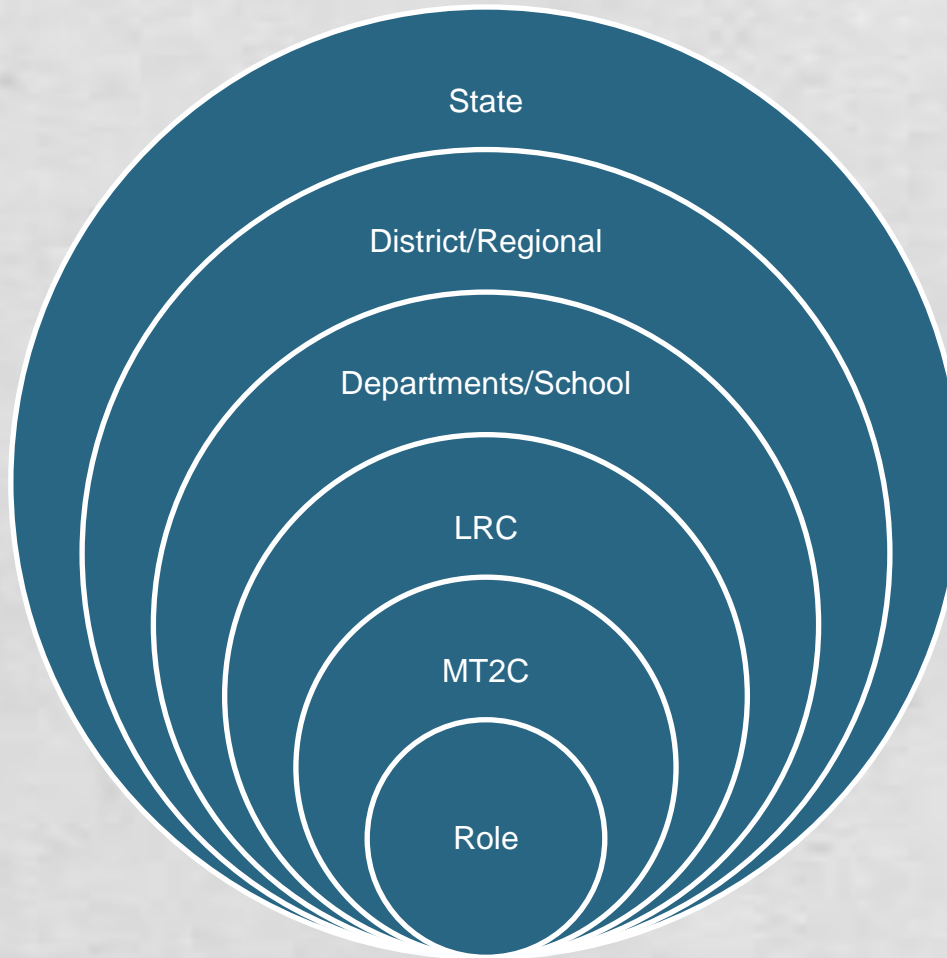 State
District/Regional
Departments/School
LRC
MT2C
Role